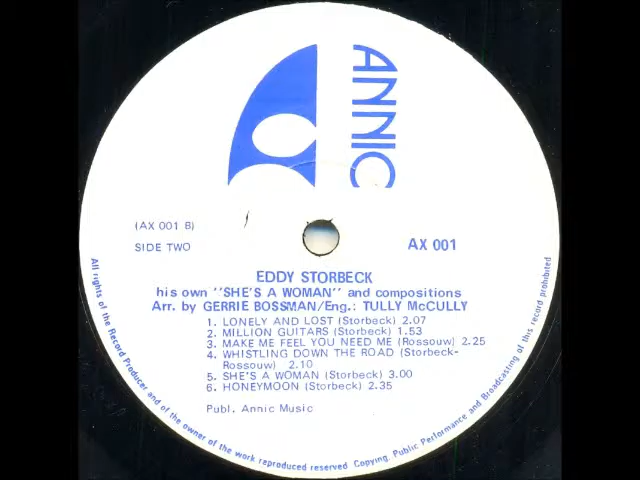 ANNIC
(AX 001 B)
SIDE TWO
AX 001
EDDY STORBECK
his own "SHE'S A WOMAN" and compositions
Arr. by GERRIE BOSSMAN/Eng.: TULLY McCULLY
1. LONELY AND LOST (Storbeck) 2.07
2. MILLION GUITARS (Storbeck) 1.53
3. MAKE ME FEEL YOU NEED ME (Rossouw) 2.25
4. WHISTLING DOWN THE ROAD (Storbeck-
Rossouw) 2.10
5. SHE'S A WOMAN (Storbeck) 3.00
6. HONEYMOON (Storbeck) 2.35
Publ. Annic Music
All rights of the Record Producer and of the owner of the work reproduced reserved Copying, Public Performance and Broadcasting of this record prohibited